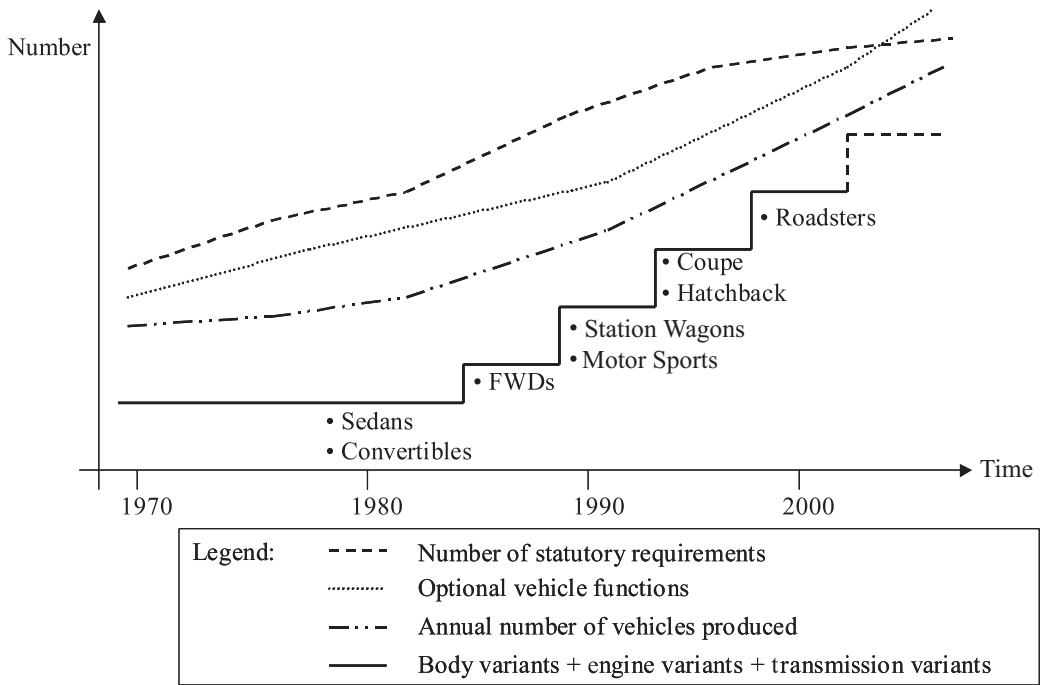 Number
• Roadsters
• Coupe
• Hatchback
• Station Wagons
• Motor Sports
• FWDs
• Sedans
• Convertibles
Time
1970 1980 1990 2000
Legend:
Number of statutory requirements
Optional vehicle functions
Annual number of vehicles produced
Body variants + engine variants + transmission variants